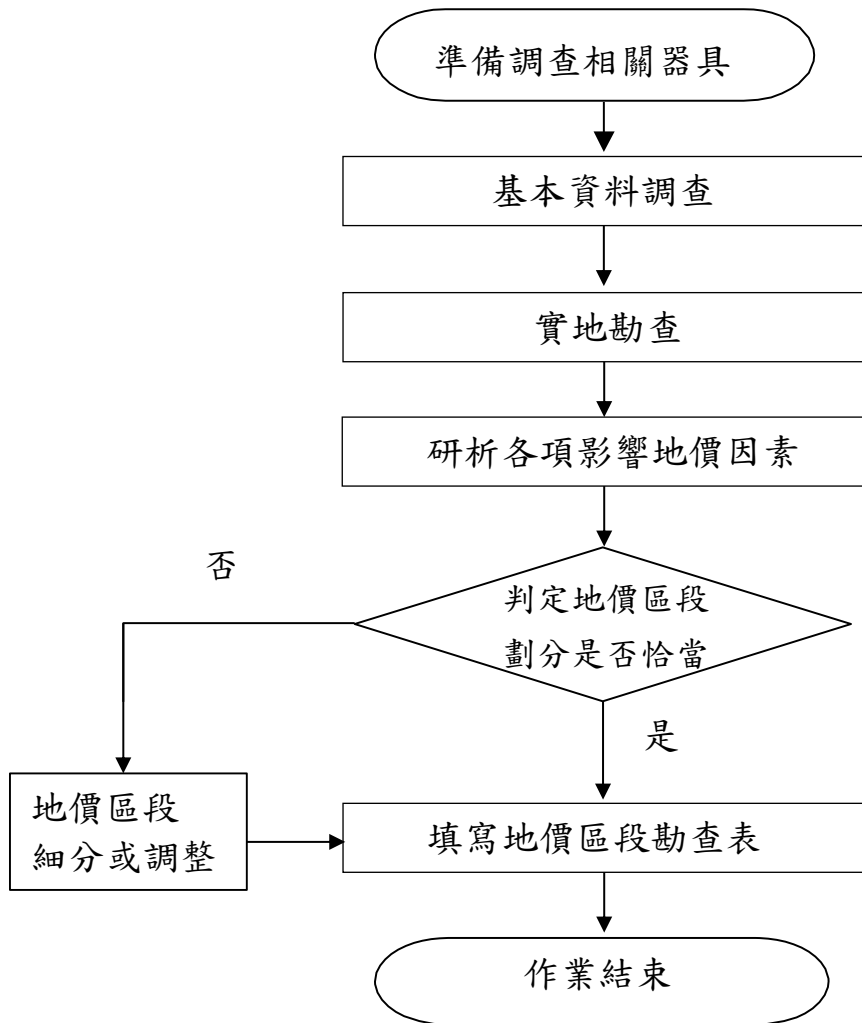 準備調查相關器具
基本資料調查
實地勘查
研析各項影響地價因素
否
判定地價區段
劃分是否恰當
是
地價區段
細分或調整
填寫地價區段勘查表
作業結束